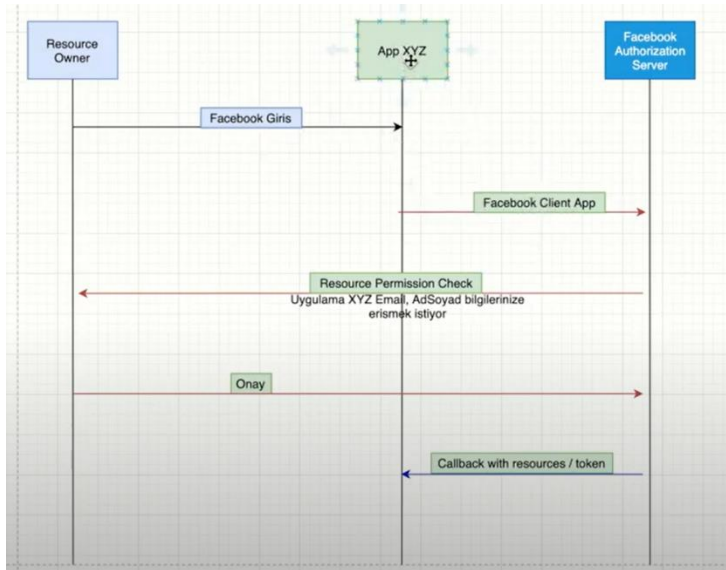 Resource
Owner
App XYZ
Facebook
Authorization
Server
Facebook Giris
Facebook Client App
Resource Permission Check
Uygulama XYZ Email, AdSoyad bilgilerinize
erismek istiyor
Onay
Callback with resources / token